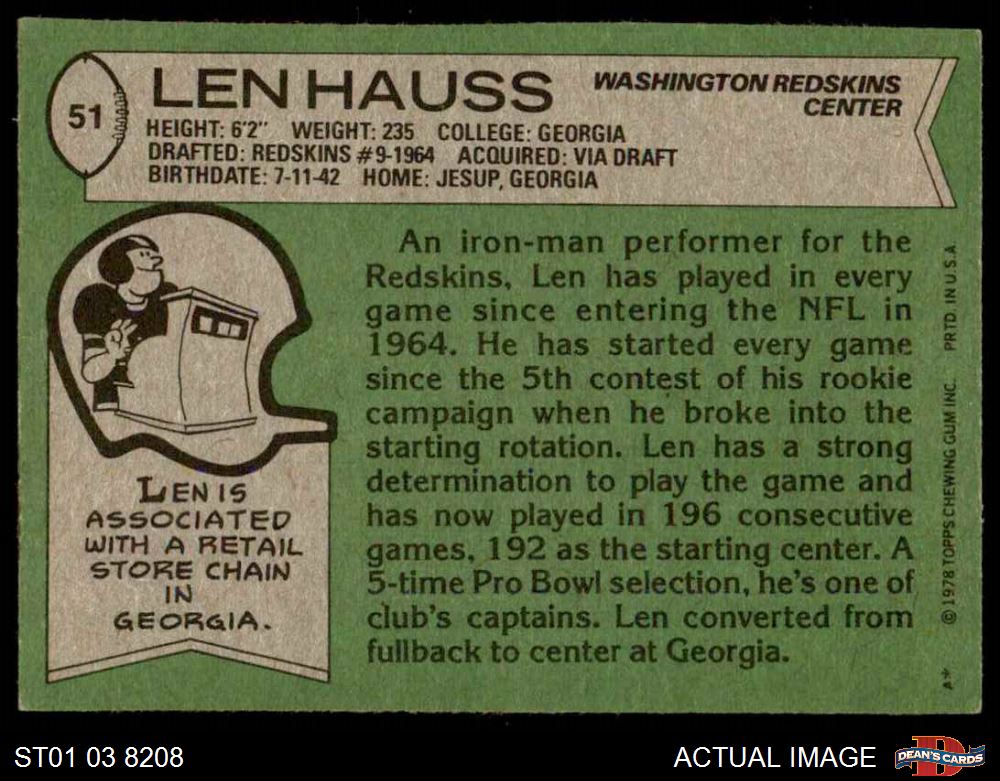 51
LEN HAUSS
WASHINGTON REDSKINS
CENTER
HEIGHT: 6'2" WEIGHT: 235 COLLEGE: GEORGIA
DRAFTED: REDSKINS #9-1964 ACQUIRED: VIA DRAFT
BIRTHDATE: 7-11-42 HOME: JESUP, GEORGIA
LEN IS
ASSOCIATED
WITH A RETAIL
STORE CHAIN
IN
GEORGIA.
An iron-man performer for the
Redskins, Len has played in every
game since entering the NFL in
1964. He has started every game
since the 5th contest of his rookie
campaign when he broke into the
starting rotation. Len has a strong
determination to play the game and
has now played in 196 consecutive
games, 192 as the starting center. A
5-time Pro Bowl selection, he's one of
club's captains. Len converted from
fullback to center at Georgia.
A* © 1978 TOPPS CHEWING GUM INC. PRTD. IN U.S.A
ST01 03 8208
ACTUAL IMAGE
D
DEAN'S CARDS